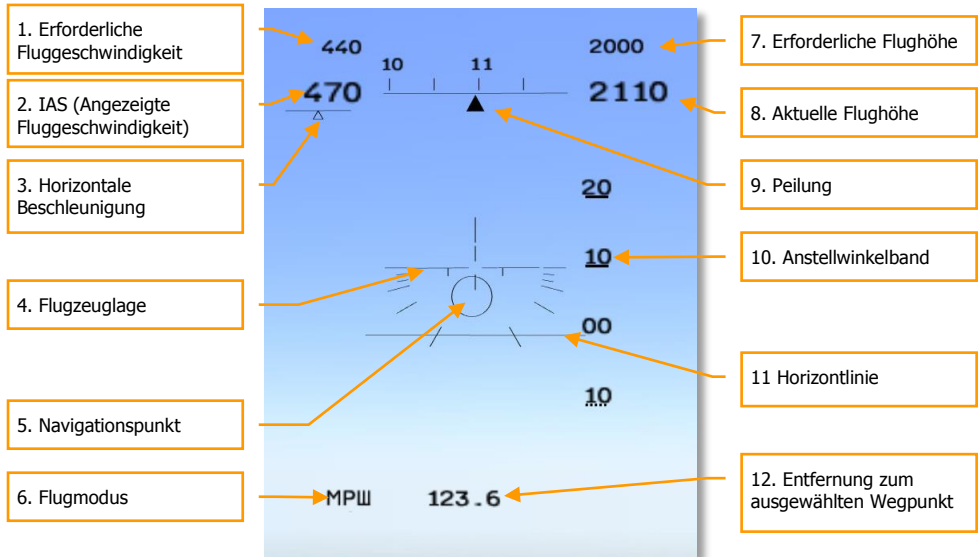 1. Erforderliche
Fluggeschwindigkeit
2. IAS (Angezeigte
Fluggeschwindigkeit)
3. Horizontale
Beschleunigung
4. Flugzeuglage
5. Navigationspunkt
6. Flugmodus
440
470
10 11
2000
2110
20
10
00
10
МРШ 123.6
7. Erforderliche Flughöhe
8. Aktuelle Flughöhe
9. Peilung
10. Anstellwinkelband
11 Horizontlinie
12. Entfernung zum
ausgewählten Wegpunkt